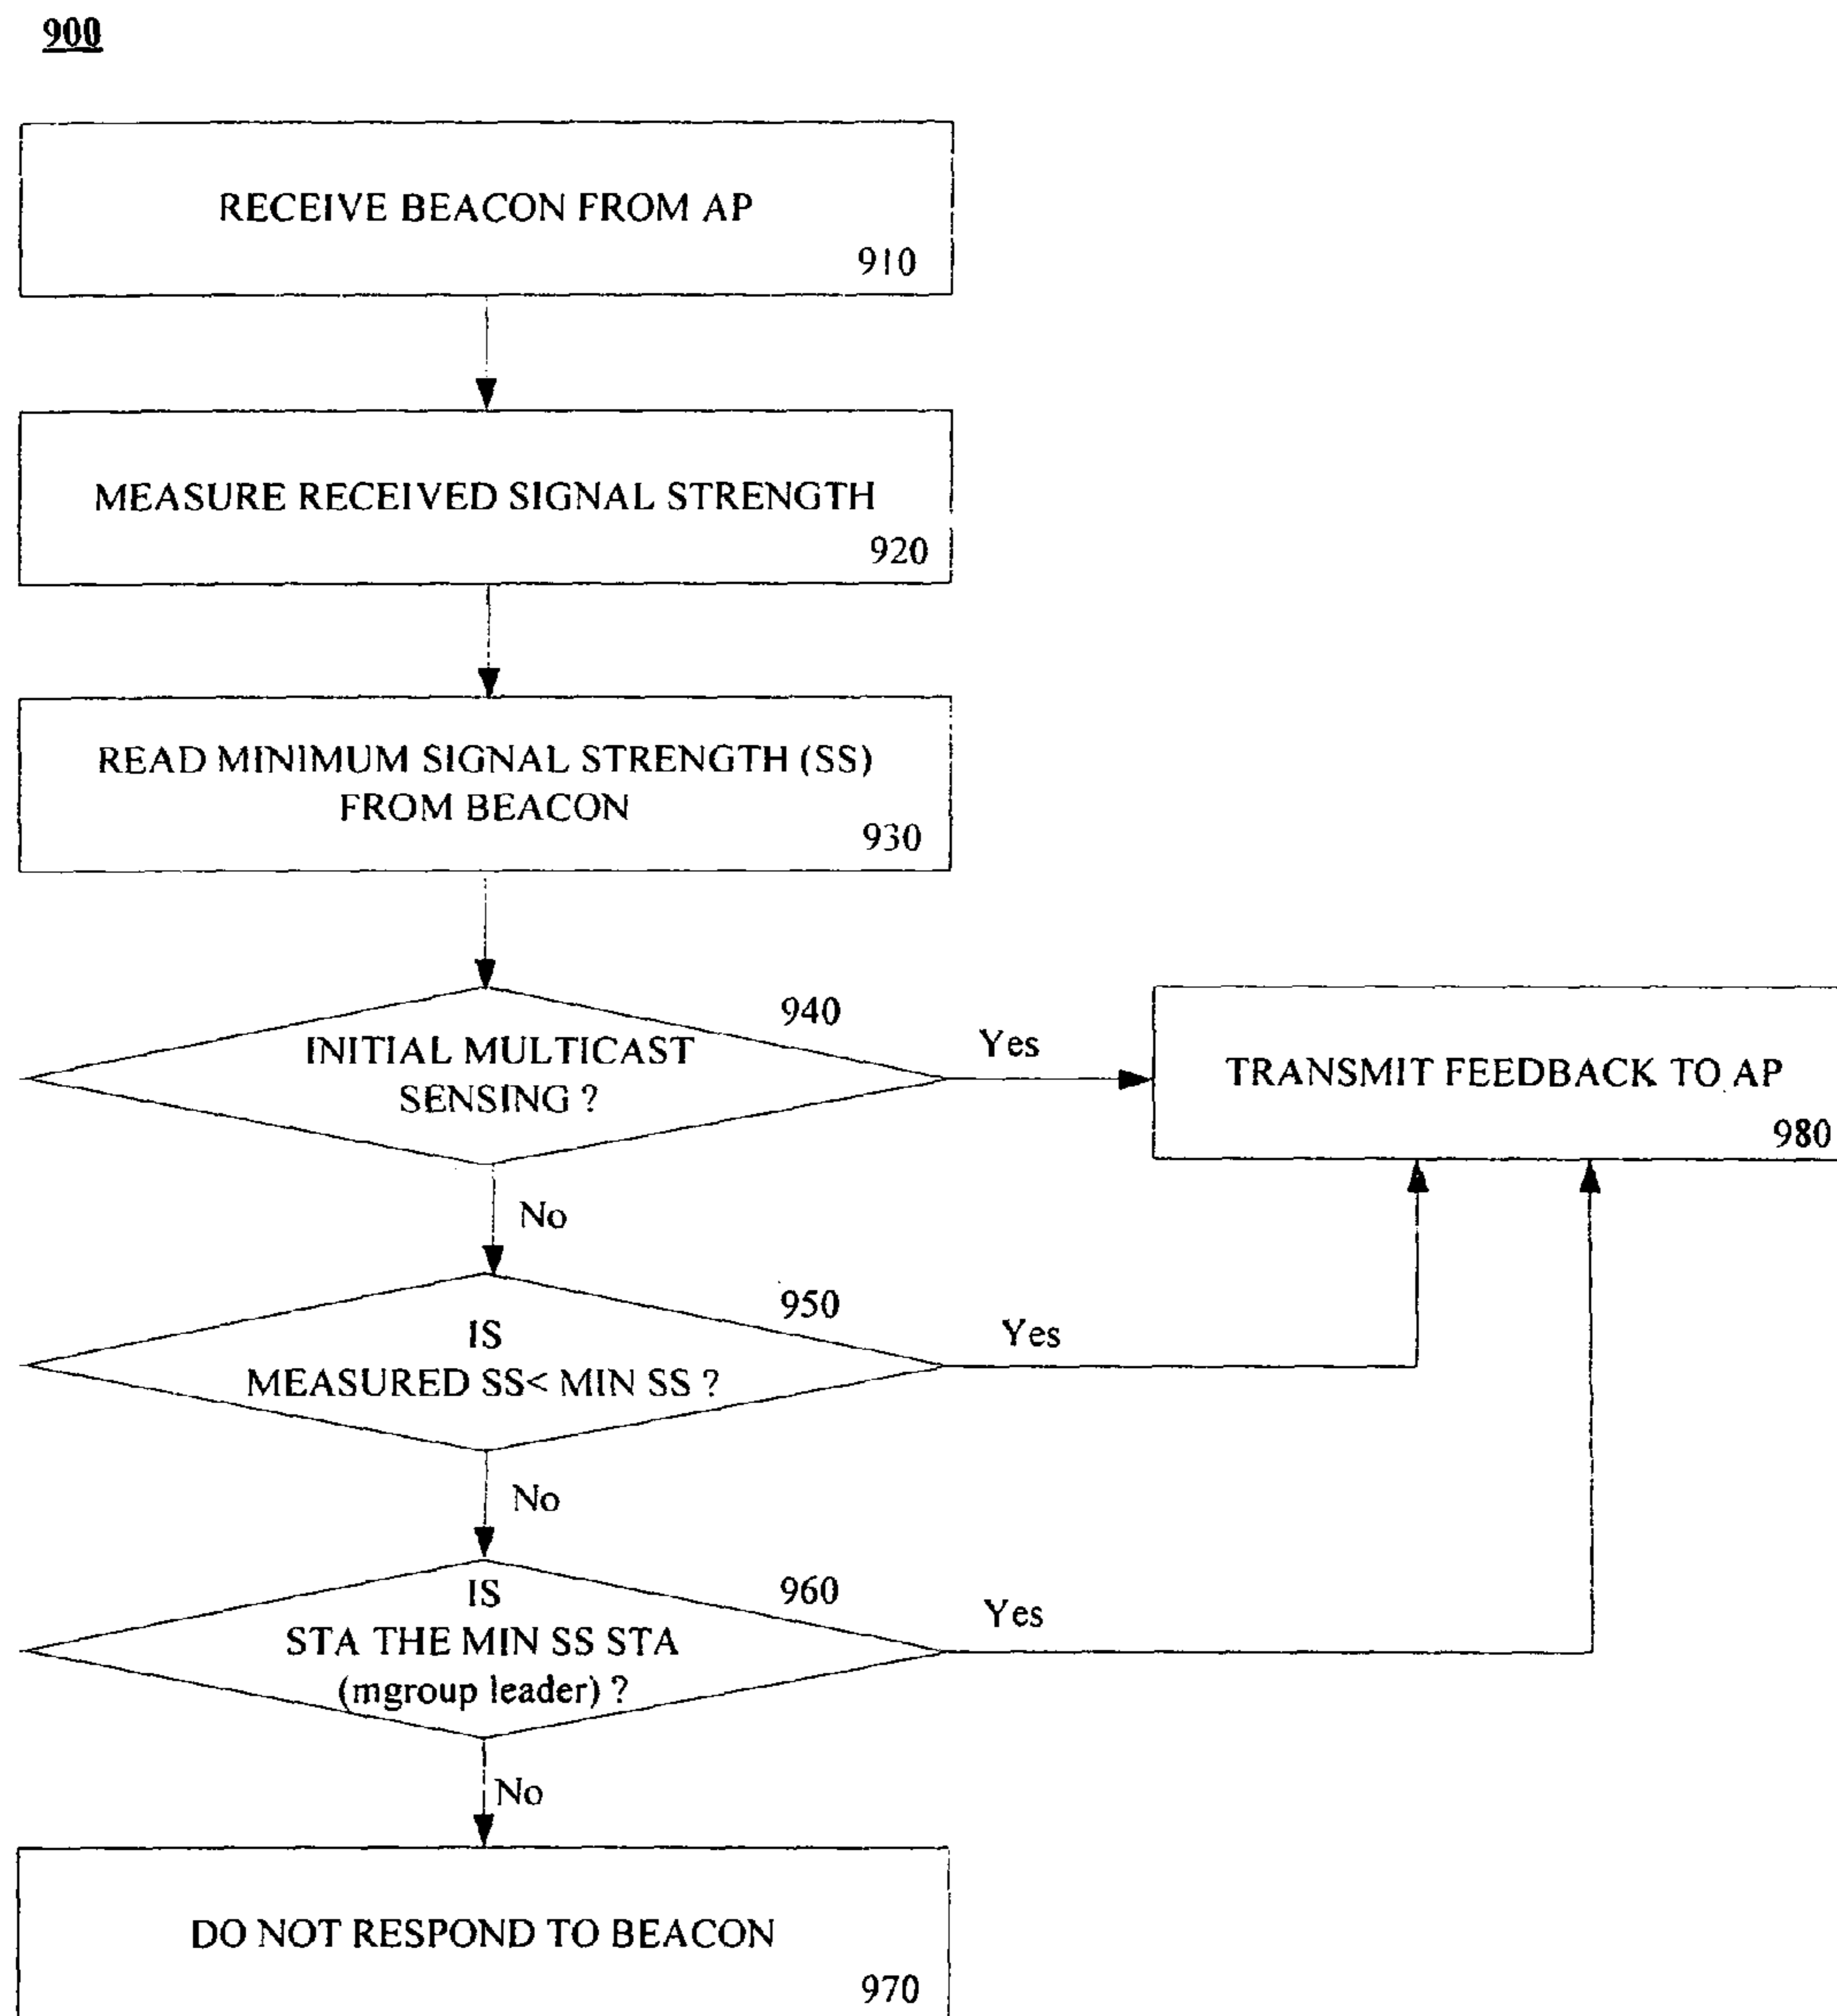 900
RECEIVE BEACON FROM AP
910
MEASURE RECEIVED SIGNAL STRENGTH
920
READ MINIMUM SIGNAL STRENGTH (SS)
FROM BEACON
930
940
INITIAL MULTICAST
SENSING ?
Yes
TRANSMIT FEEDBACK TO AP
980
No
950
IS
MEASURED SS< MIN SS ?
Yes
No
960
IS
STA THE MIN SS STA
(mgroup leader) ?
Yes
No
DO NOT RESPOND TO BEACON
970